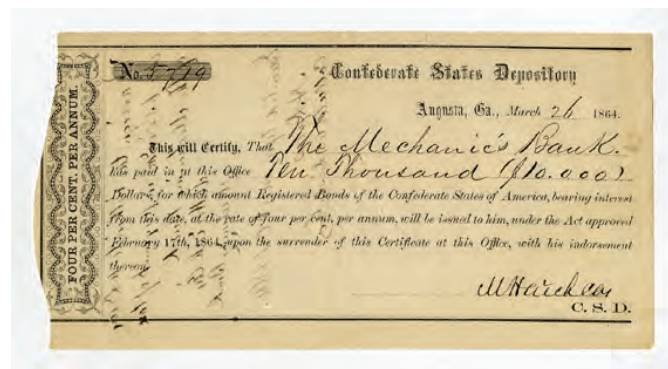 FOUR PER CENT. PER ANNUM.
No. 5719
Confederate States Depository
Augusta, Ga., March 26 1864.
This will Certify, That The Mechanic's Bank.
has paid in at this Office Ten Thousand ($10.000)
Dollars, for which amount Registered Bonds of the Confederate States of America, bearing interest
from this date, at the rate of four per cent. per annum, will be issued to him, under the Act approved
February 17th, 1864, upon the surrender of this Certificate at this Office, with his indorsement
thereon.
C. S. D.